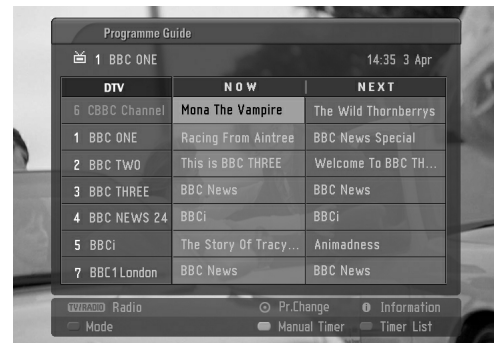 Programme Guide
1 BBC ONE 14:35 3 Apr
DTV NOW NEXT
6 CBBC Channel Mona The Vampire The Wild Thornberrys
1 BBC ONE Racing From Aintree BBC News Special
2 BBC TWO This is BBC THREE Welcome To BBC TH...
3 BBC THREE BBC News BBC News
4 BBC NEWS 24 BBCi BBCi
5 BBCi The Story Of Tracy... Animadness
7 BBC1 London BBC News BBC News
TV/RADIO Radio Pr.Change i Information
Mode Manual Timer Timer List